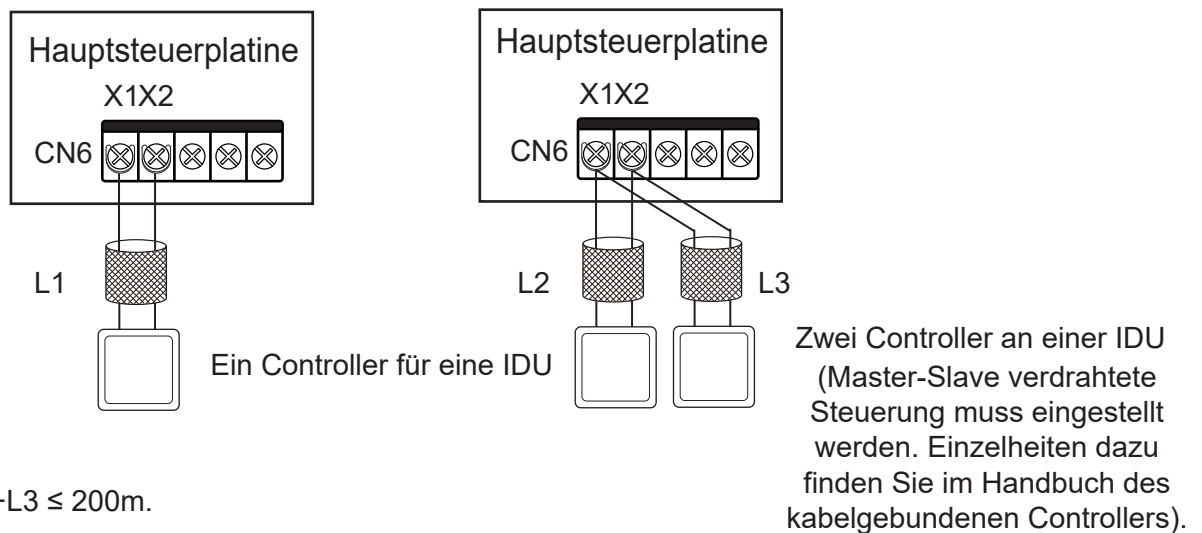 Hauptsteuerplatine
X1X2
CN6
L1
Ein Controller für eine IDU
Hauptsteuerplatine
X1X2
CN6
L2
L3
Zwei Controller an einer IDU
(Master-Slave verdrahtete
Steuerung muss eingestellt
werden. Einzelheiten dazu
finden Sie im Handbuch des
kabelgebundenen Controllers).
L3 ≤ 200m.